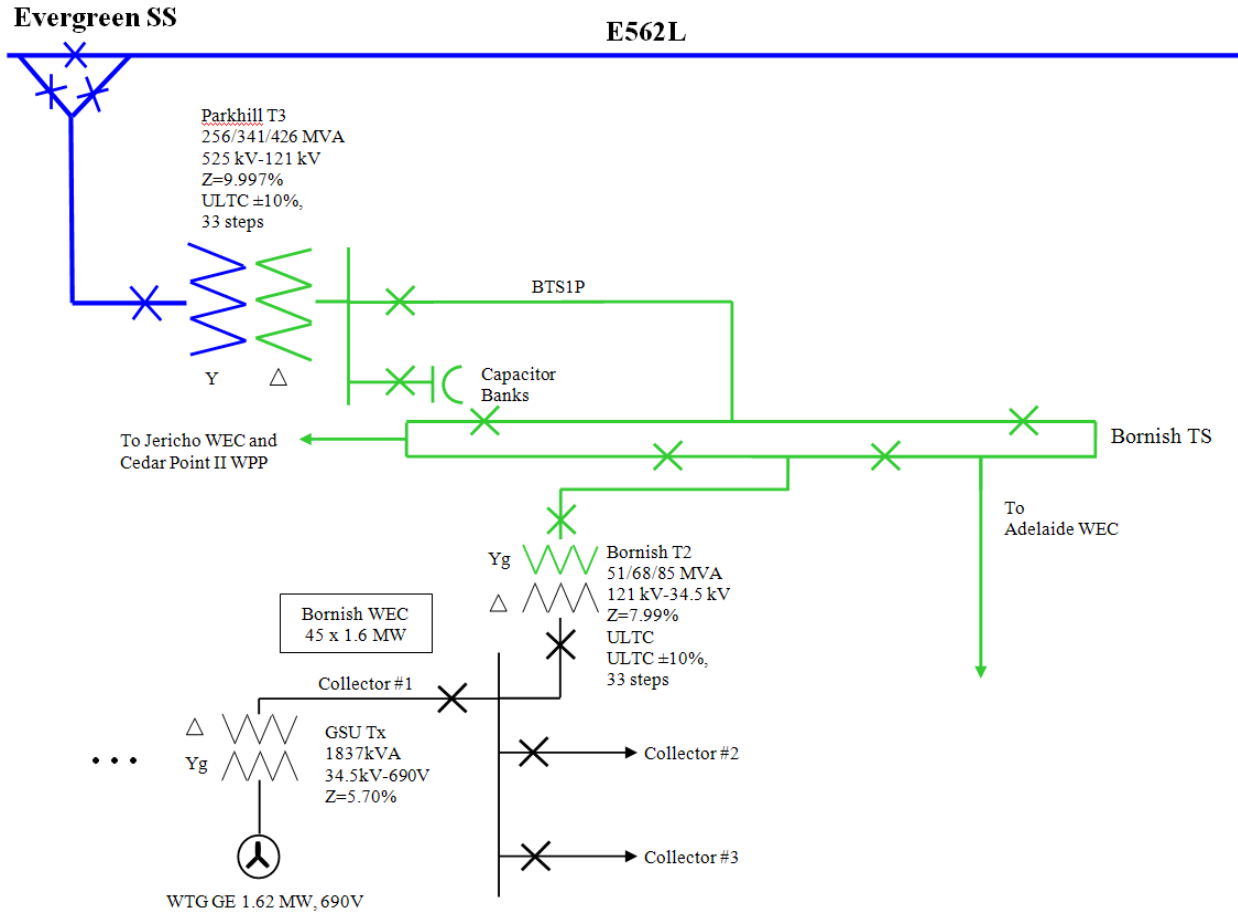 Evergreen SS
E562L
Parkhill T3
256/341/426 MVA
525 kV-121 kV
Z=9.997%
ULTC ±10%,
33 steps
Y
△
BTS1P
Capacitor
Banks
To Jericho WEC and
Cedar Point II WPP
Bornish TS
To
Adelaide WEC
Yg
△
Bornish T2
51/68/85 MVA
121 kV-34.5 kV
Z=7.99%
ULTC
ULTC ±10%,
33 steps
Bornish WEC
45 x 1.6 MW
Collector #1
△
Yg
GSU Tx
1837kVA
34.5kV-690V
Z=5.70%
• • •
Collector #2
Collector #3
WTG GE 1.62 MW, 690V